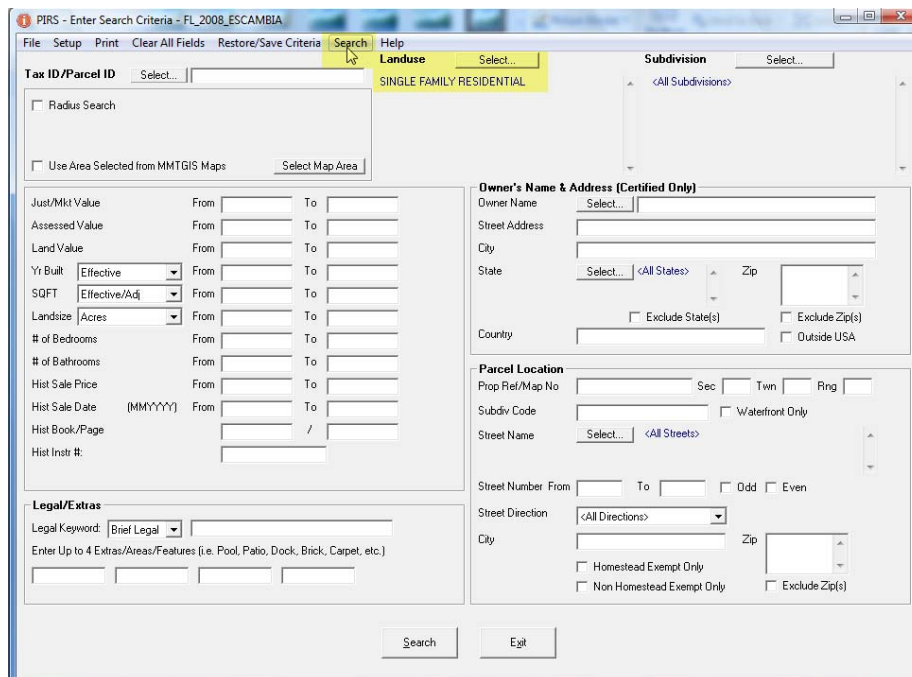 PIRS - Enter Search Criteria - FL_2008_ESCAMBIA
File Setup Print Clear All Fields Restore/Save Criteria Search Help
Tax ID/Parcel ID Select...
Landuse Select...
SINGLE FAMILY RESIDENTIAL
Subdivision Select...
<All Subdivisions>
Radius Search
Use Area Selected from MMTGIS Maps Select Map Area
Just/Mkt Value From To
Assessed Value From To
Land Value From To
Yr Built Effective From To
SQFT Effective/Adj From To
Landsize Acres From To
# of Bedrooms From To
# of Bathrooms From To
Hist Sale Price From To
Hist Sale Date (MMYYYY) From To
Hist Book/Page /
Hist Instr #:
Legal/Extras
Legal Keyword: Brief Legal
Enter Up to 4 Extras/Areas/Features (i.e. Pool, Patio, Dock, Brick, Carpet, etc.)
Owner's Name & Address (Certified Only)
Owner Name Select...
Street Address
City
State Select... <All States> Zip
Exclude State(s) Exclude Zip(s)
Country Outside USA
Parcel Location
Prop Ref/Map No Sec Twn Rng
Subdiv Code Waterfront Only
Street Name Select... <All Streets>
Street Number From To Odd Even
Street Direction <All Directions>
City Zip
Homestead Exempt Only
Non Homestead Exempt Only Exclude Zip(s)
Search Exit